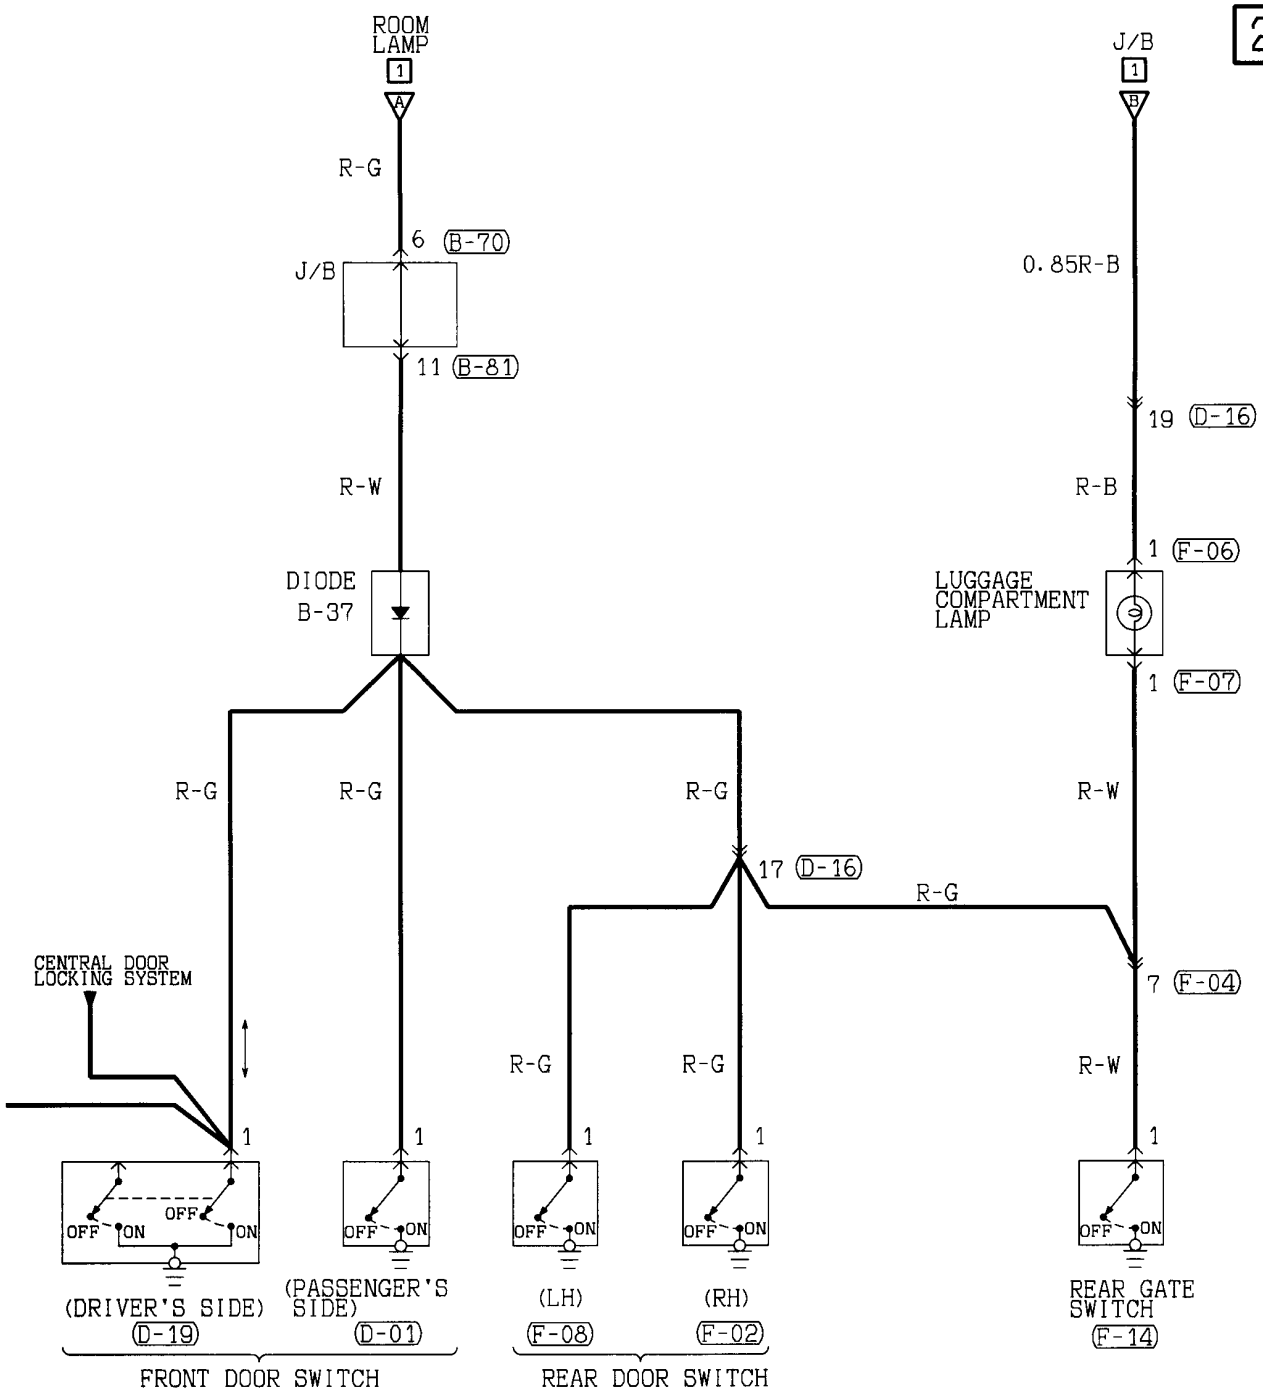 ROOM
LAMP
1
A
J/B
1
B
2
R-G
6 (B-70)
J/B
0.85R-B
11 (B-81)
19 (D-16)
R-W
R-B
1 (F-06)
DIODE
B-37
LUGGAGE
COMPARTMENT
LAMP
1 (F-07)
R-G
R-G
R-G
R-W
17 (D-16)
R-G
CENTRAL DOOR
LOCKING SYSTEM
7 (F-04)
R-G
R-G
R-W
1
1
1
1
1
OFF ON
OFF ON
OFF ON
OFF ON
OFF ON
OFF ON
(DRIVER'S SIDE)
(D-19)
(PASSENGER'S
SIDE)
(D-01)
(LH)
(F-08)
(RH)
(F-02)
REAR GATE
SWITCH
(F-14)
FRONT DOOR SWITCH
REAR DOOR SWITCH